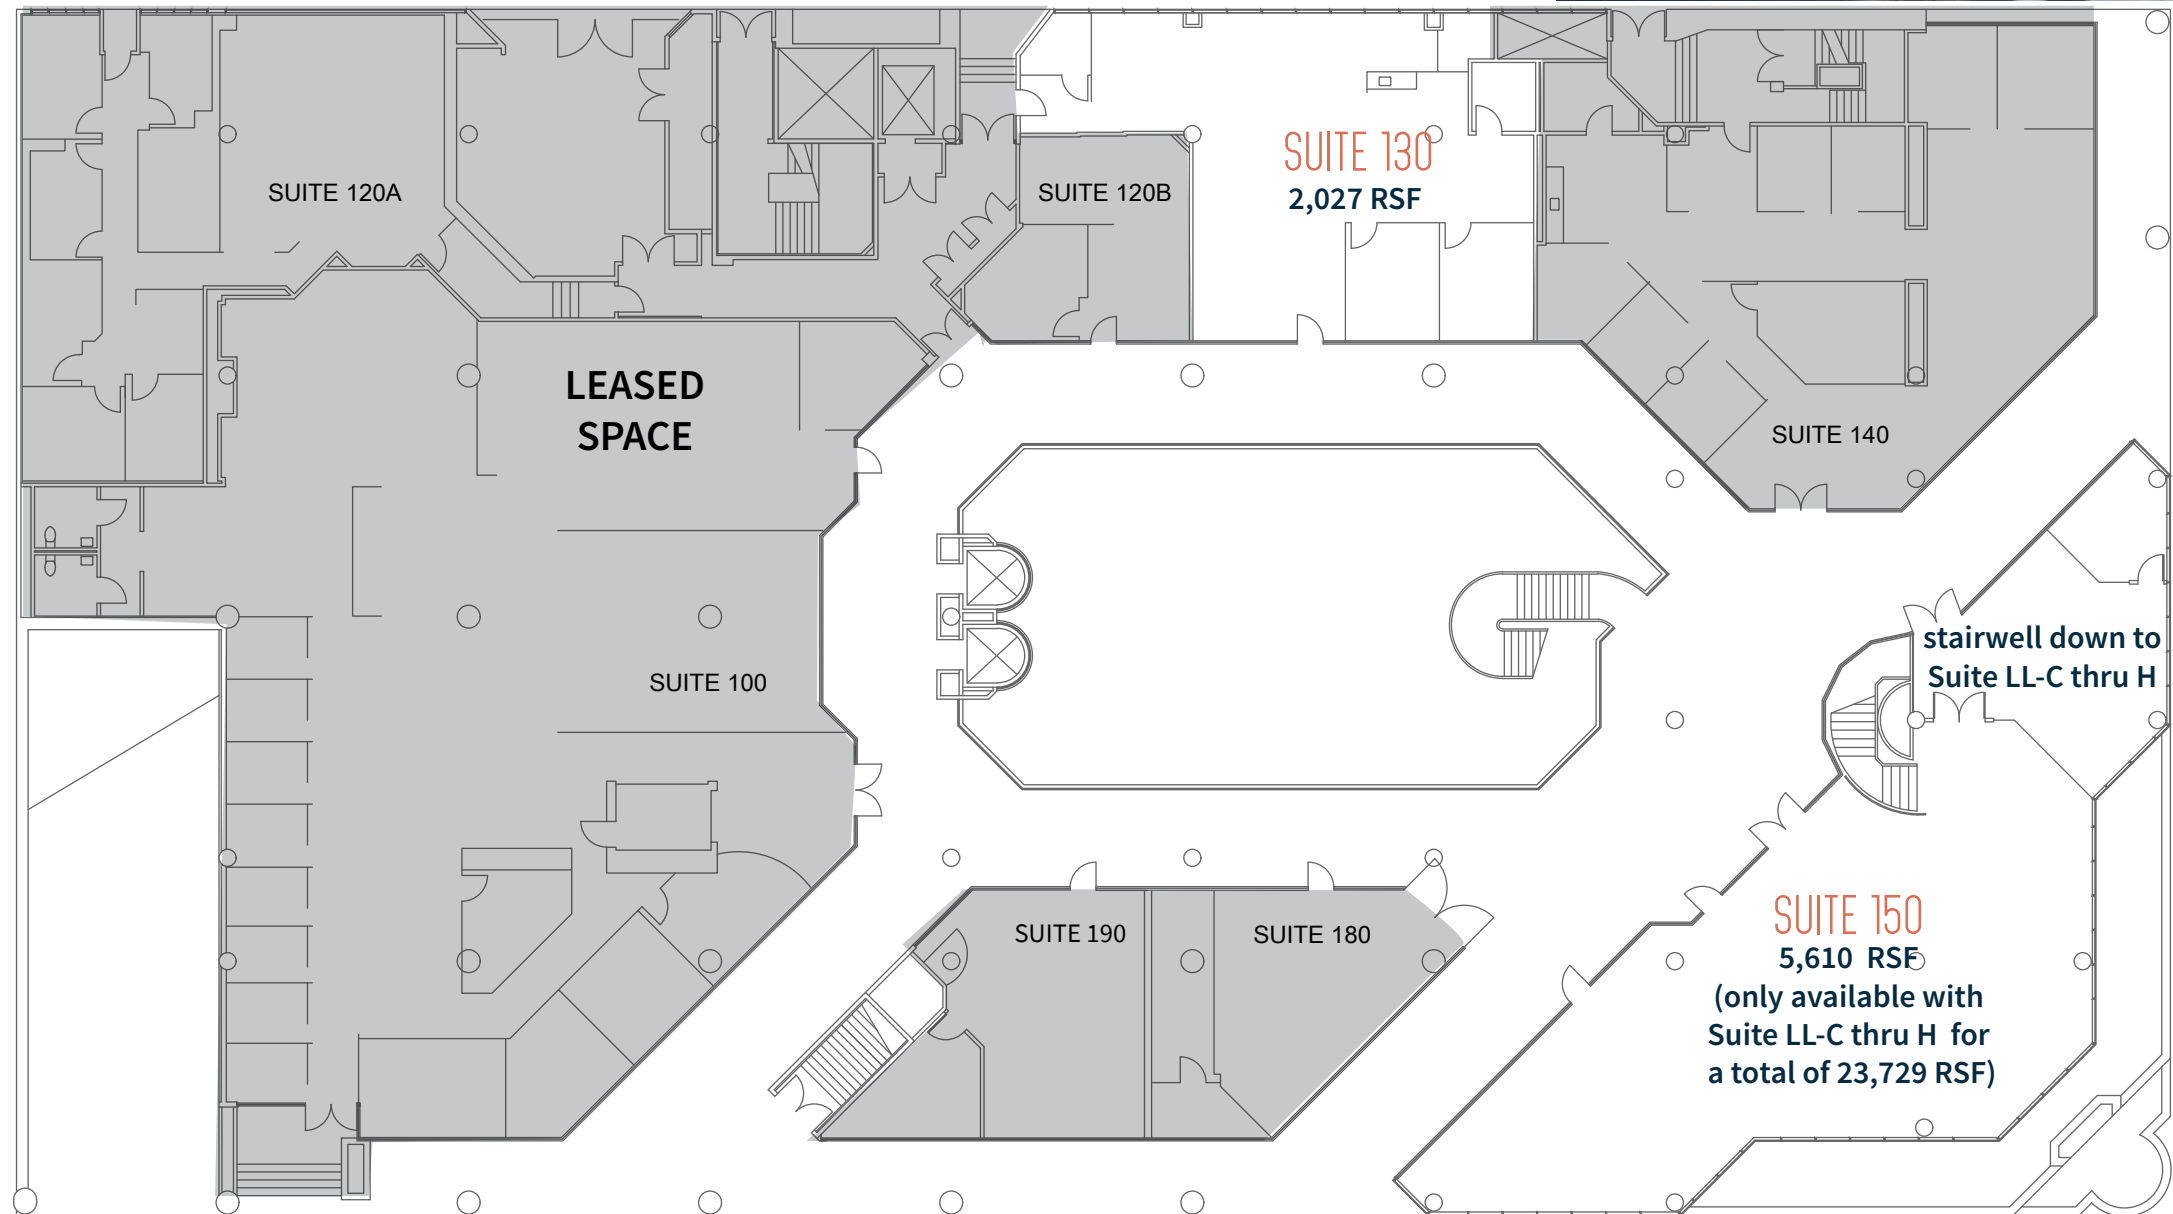 SUITE 130
2,027 RSF
SUITE 120A
SUITE 120B
LEASED
SPACE
SUITE 140
stairwell down to
Suite LL-C thru H
SUITE 100
SUITE 190
SUITE 180
SUITE 150
5,610 RSF
(only available with
Suite LL-C thru H for
a total of 23,729 RSF)